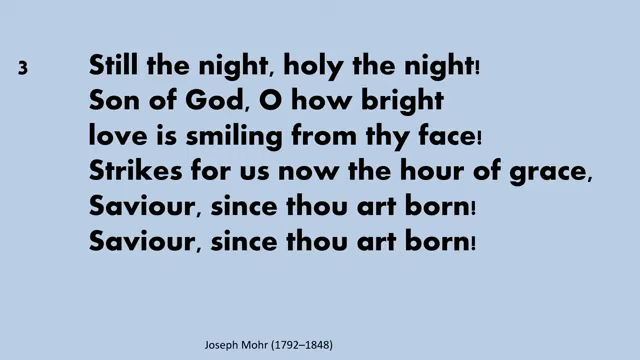 3 Still the night, holy the night!
Son of God, O how bright
love is smiling from thy face!
Strikes for us now the hour of grace,
Saviour, since thou art born!
Saviour, since thou art born!
Joseph Mohr (1792–1848)